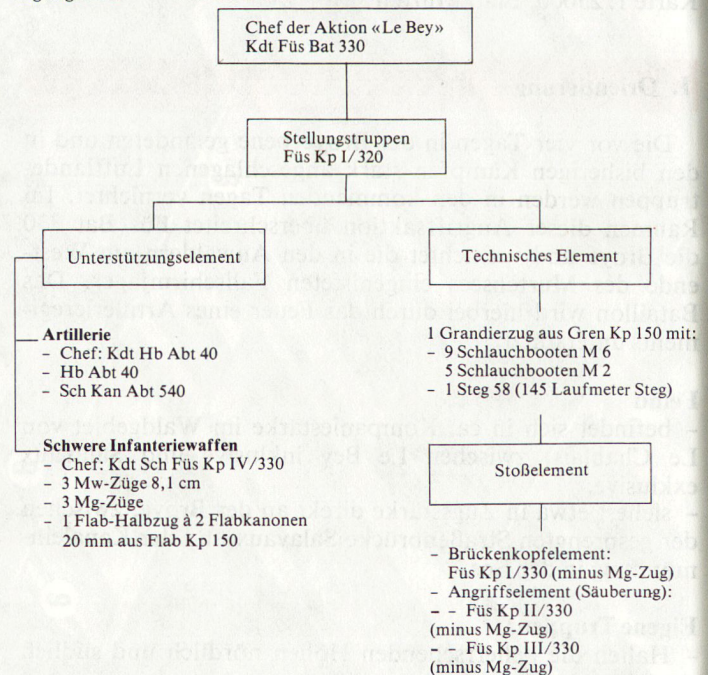 Chef der Aktion «Le Bey»
Kdt Füs Bat 330
Stellungstruppen
Füs Kp I/320
Unterstützungselement
Artillerie
- Chef: Kdt Hb Abt 40
- Hb Abt 40
- Sch Kan Abt 540
Schwere Infanteriewaffen
- Chef: Kdt Sch Füs Kp IV/330
- 3 Mw-Züge 8,1 cm
- 3 Mg-Züge
- 1 Flab-Halbzug à 2 Flabkanonen
20 mm aus Flab Kp 150
Technisches Element
1 Grandierzug aus Gren Kp 150 mit:
- 9 Schlauchbooten M 6
5 Schlauchbooten M 2
- 1 Steg 58 (145 Laufmeter Steg)
Stoßelement
- Brückenkopfelement:
Füs Kp I/330 (minus Mg-Zug)
- Angriffselement (Säuberung):
- - Füs Kp II/330
(minus Mg-Zug)
- - Füs Kp III/330
(minus Mg-Zug)